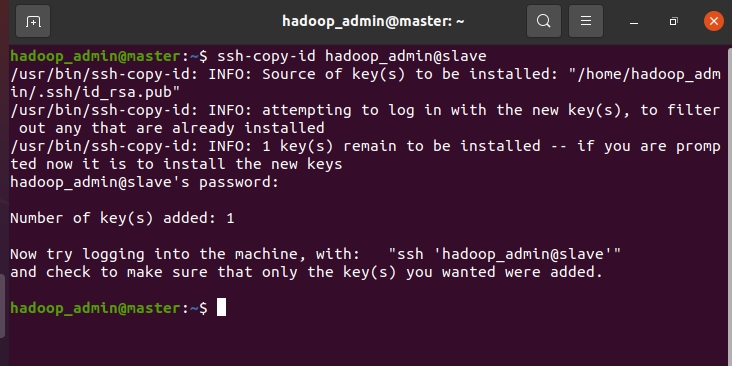 hadoop_admin@master: ~
hadoop_admin@master:~$ ssh-copy-id hadoop_admin@slave
/usr/bin/ssh-copy-id: INFO: Source of key(s) to be installed: "/home/hadoop_adm
in/.ssh/id_rsa.pub"
/usr/bin/ssh-copy-id: INFO: attempting to log in with the new key(s), to filter
 out any that are already installed
/usr/bin/ssh-copy-id: INFO: 1 key(s) remain to be installed -- if you are promp
ted now it is to install the new keys
hadoop_admin@slave's password:
Number of key(s) added: 1
Now try logging into the machine, with:   "ssh 'hadoop_admin@slave'"
and check to make sure that only the key(s) you wanted were added.
hadoop_admin@master:~$